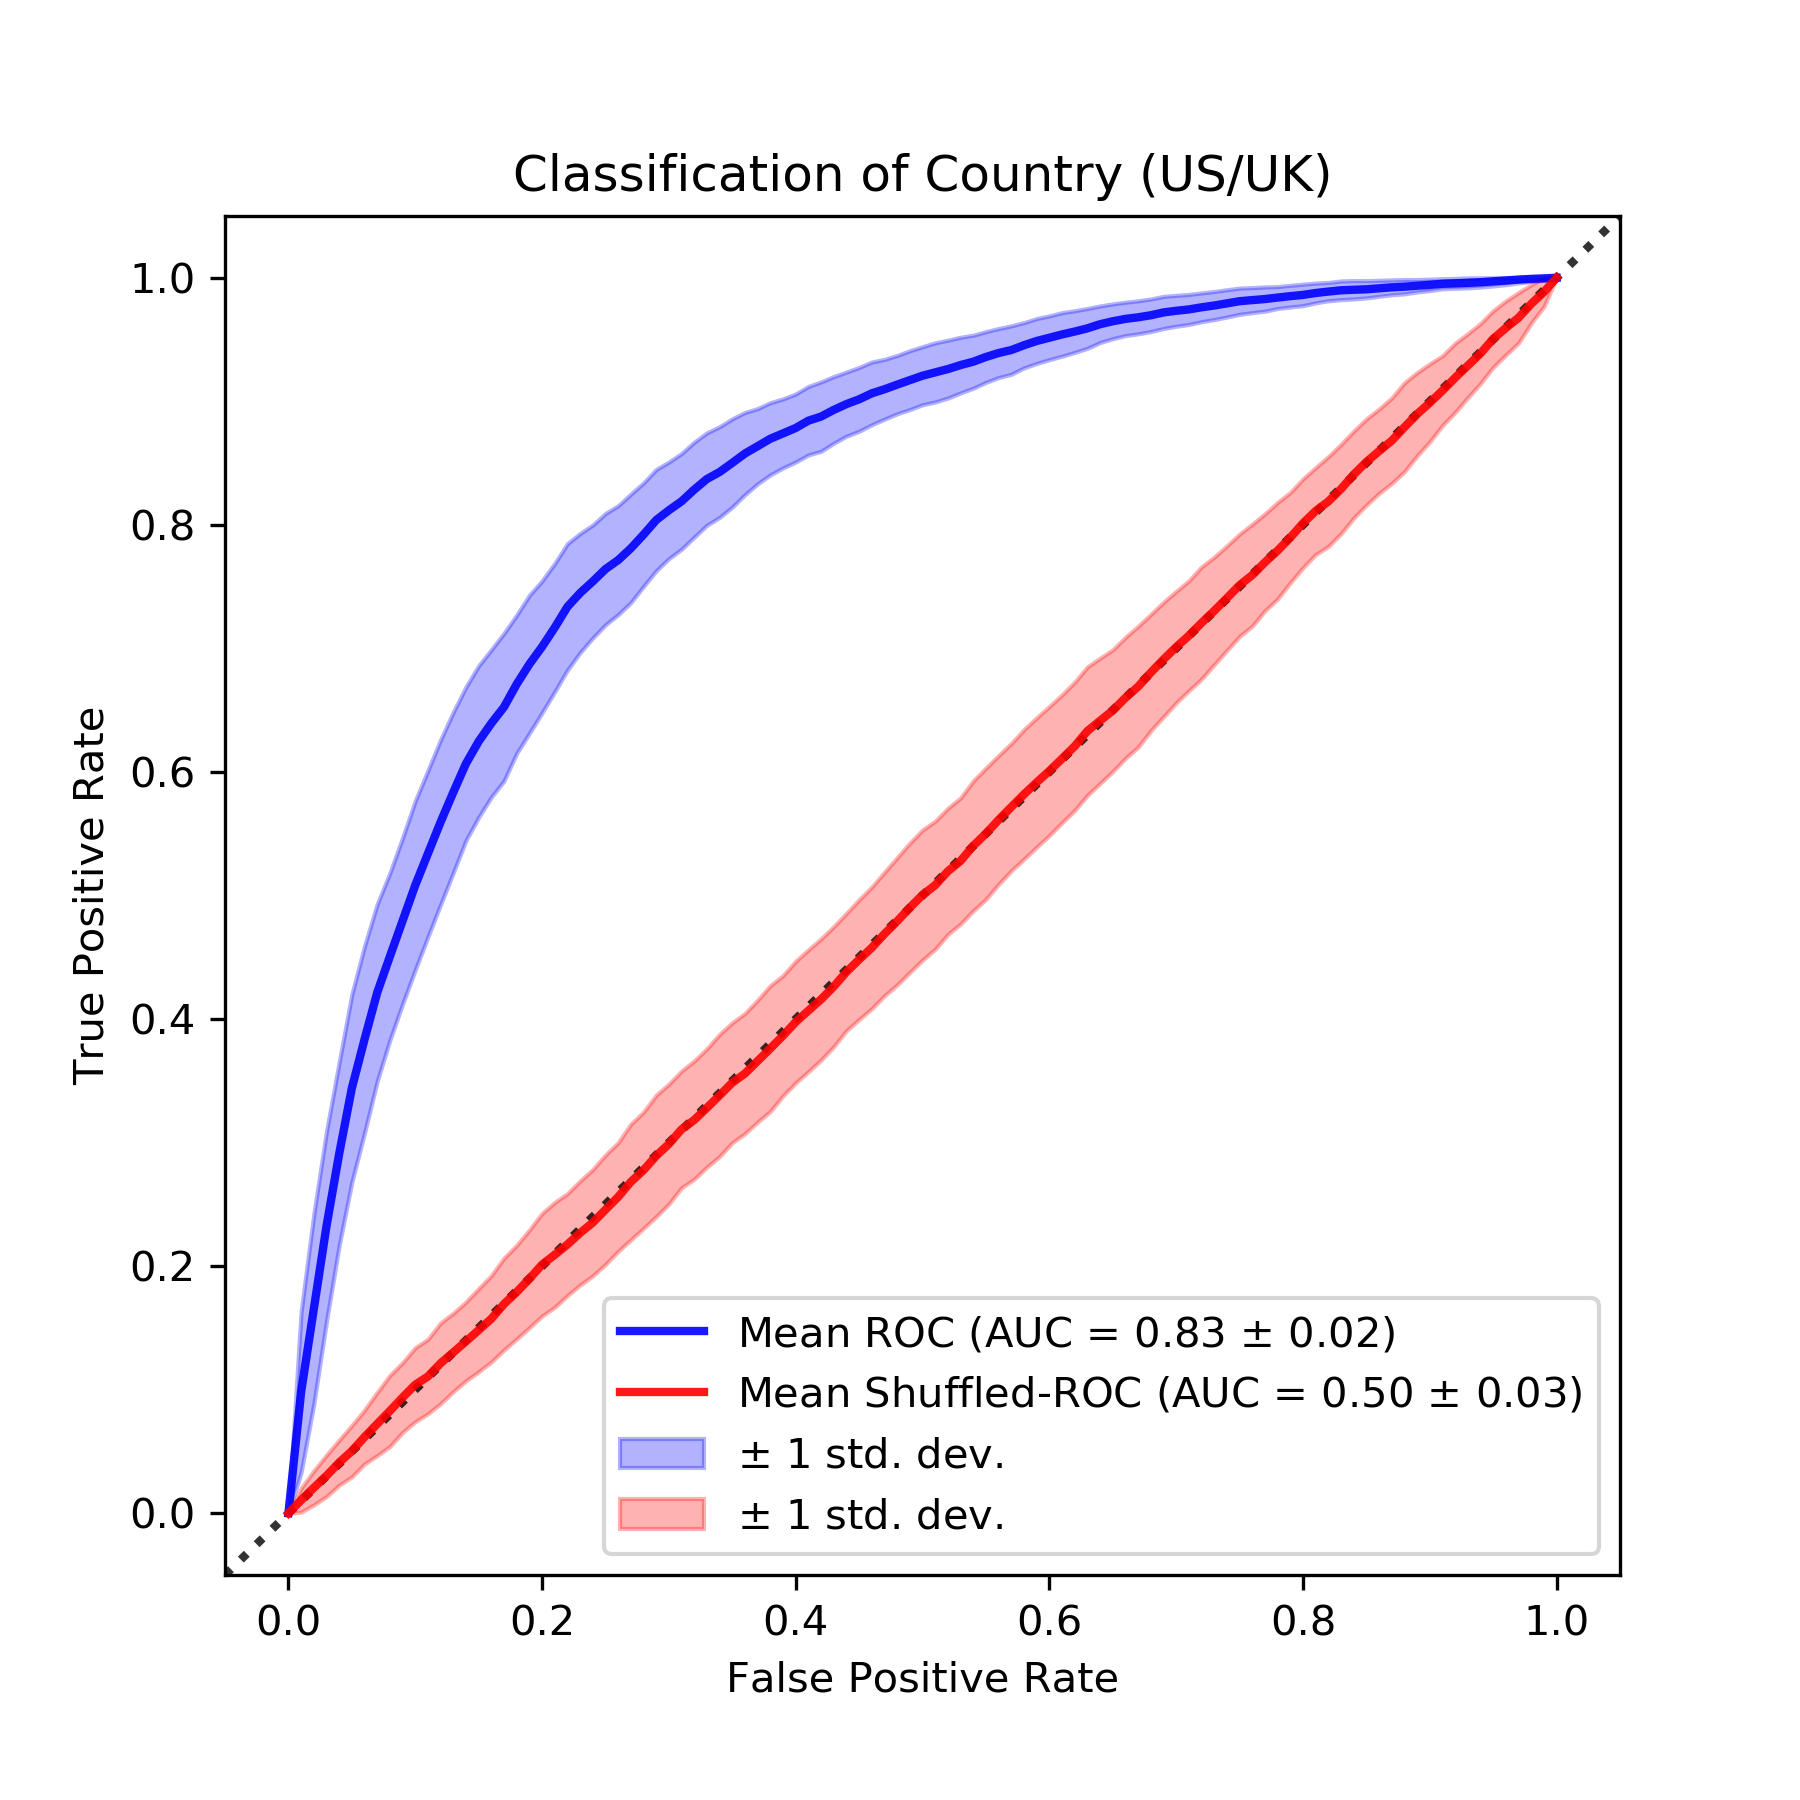 Classification of Country (US/UK)
1.0
0.8
0.6
0.4
0.2
0.0
True Positive Rate
Mean ROC (AUC = 0.83 ± 0.02)
Mean Shuffled-ROC (AUC = 0.50 ± 0.03)
± 1 std. dev.
± 1 std. dev.
0.0 0.2 0.4 0.6 0.8 1.0
False Positive Rate